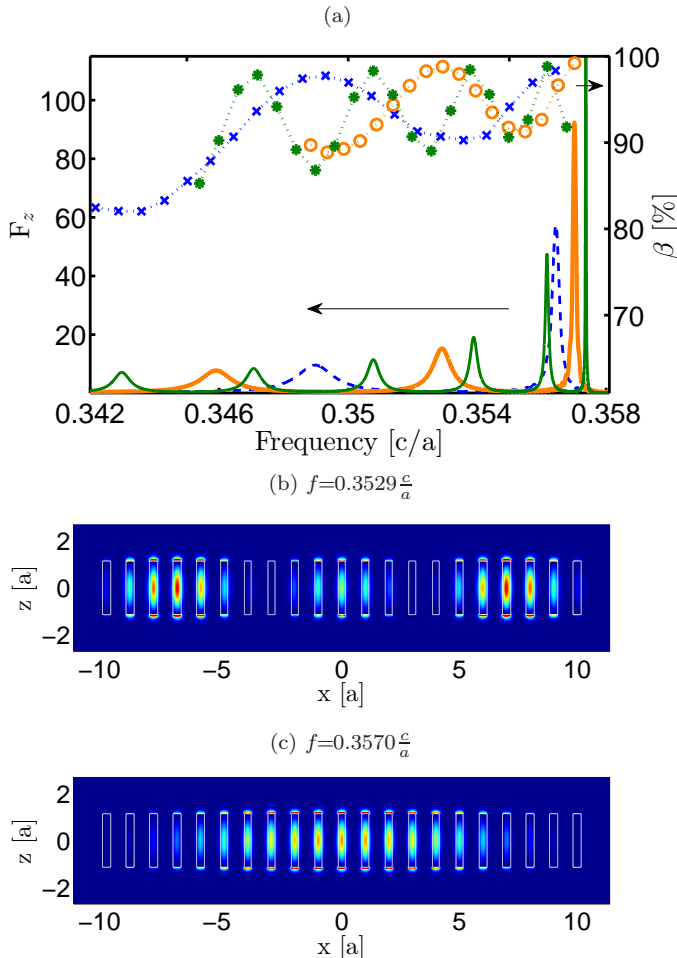 (a)
100
80
60
40
20
F_z
100
90
80
70
β [%]
0.342 0.346 0.35 0.354 0.358
Frequency [c/a]
(b) f=0.3529 c/a
2
0
−2
z [a]
−10 −5 0 5 10
x [a]
(c) f=0.3570 c/a
2
0
−2
z [a]
−10 −5 0 5 10
x [a]